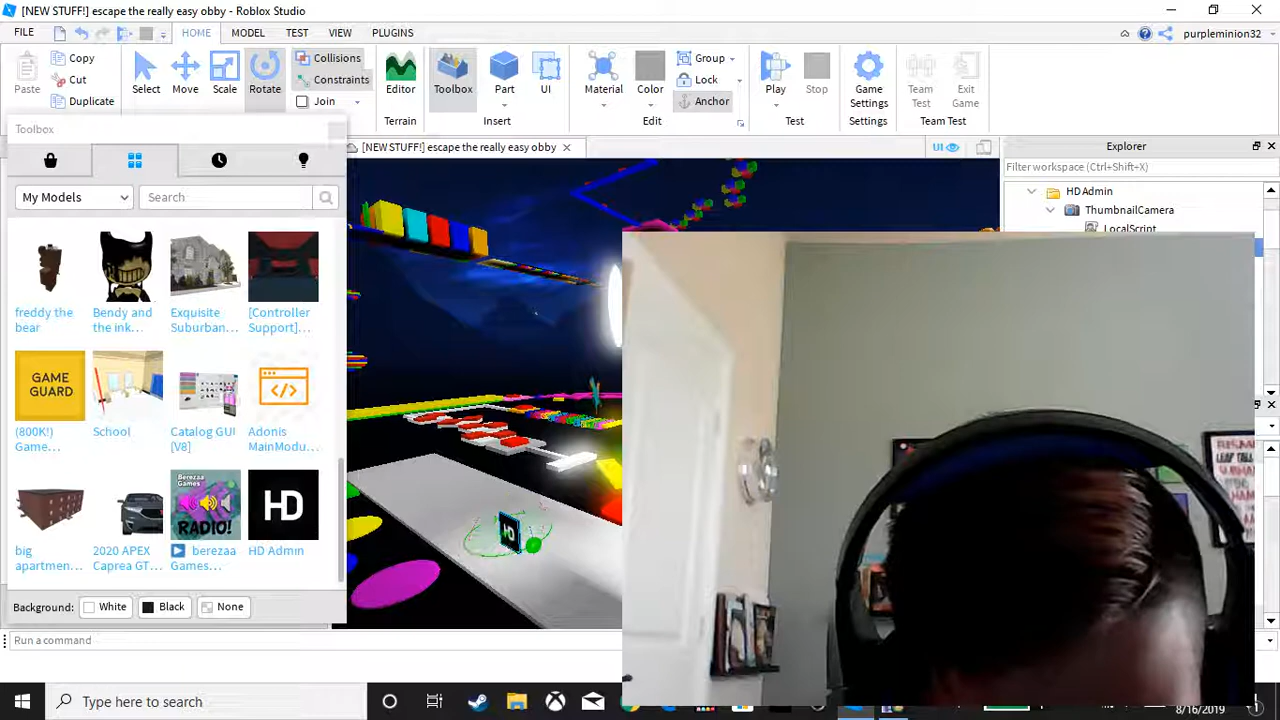 [NEW STUFF!] escape the really easy obby - Roblox Studio
FILE HOME MODEL TEST VIEW PLUGINS purpleminion32
Paste Copy Cut Duplicate
Select Move Scale Rotate
Collisions Constraints Join
Editor Terrain
Toolbox Part UI Insert
Material Color Group Lock Anchor Edit
Play Stop Test
Game Settings Settings
Team Test Exit Game Team Test
Toolbox
[NEW STUFF!] escape the really easy obby
UI
Explorer
My Models Search
Filter workspace (Ctrl+Shift+X)
HD Admin
ThumbnailCamera
LocalScript
freddy the bear
Bendy and the ink...
Exquisite Suburban...
[Controller Support]...
GAME GUARD
(800K!) Game...
School
Catalog GUI [V8]
Adonis MainModu...
Berezaa Games RADIO!
HD
big apartmen...
2020 APEX Caprea GT...
berezaa Games...
HD Admin
HD
Background: White Black None
Run a command
Type here to search
8/16/2019